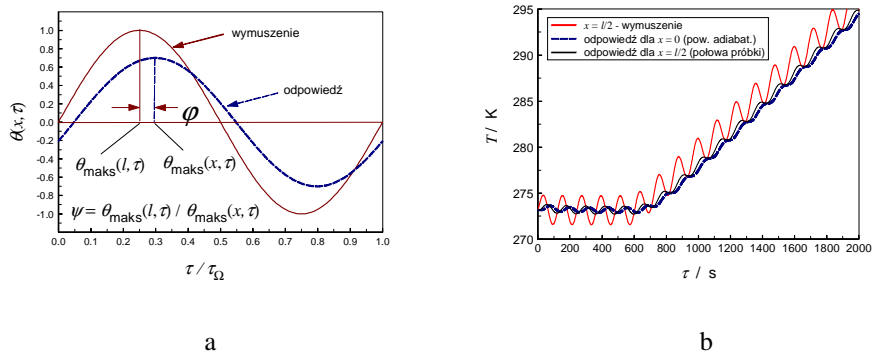 θ(x,τ)
1.0
0.8
0.6
0.4
0.2
0.0
-0.2
-0.4
-0.6
-0.8
-1.0
wymuszenie
odpowiedź
φ
θmaks(l,τ) θmaks(x,τ)
ψ = θmaks(l,τ) / θmaks(x,τ)
0.0 0.1 0.2 0.3 0.4 0.5 0.6 0.7 0.8 0.9 1.0
τ / τΩ
a
T / K
295
290
285
280
275
270
x = l/2 - wymuszenie
odpowiedź dla x = 0 (pow. adiabat.)
odpowiedź dla x = l/2 (połowa próbki)
0 200 400 600 800 1000 1200 1400 1600 1800 2000
τ / s
b